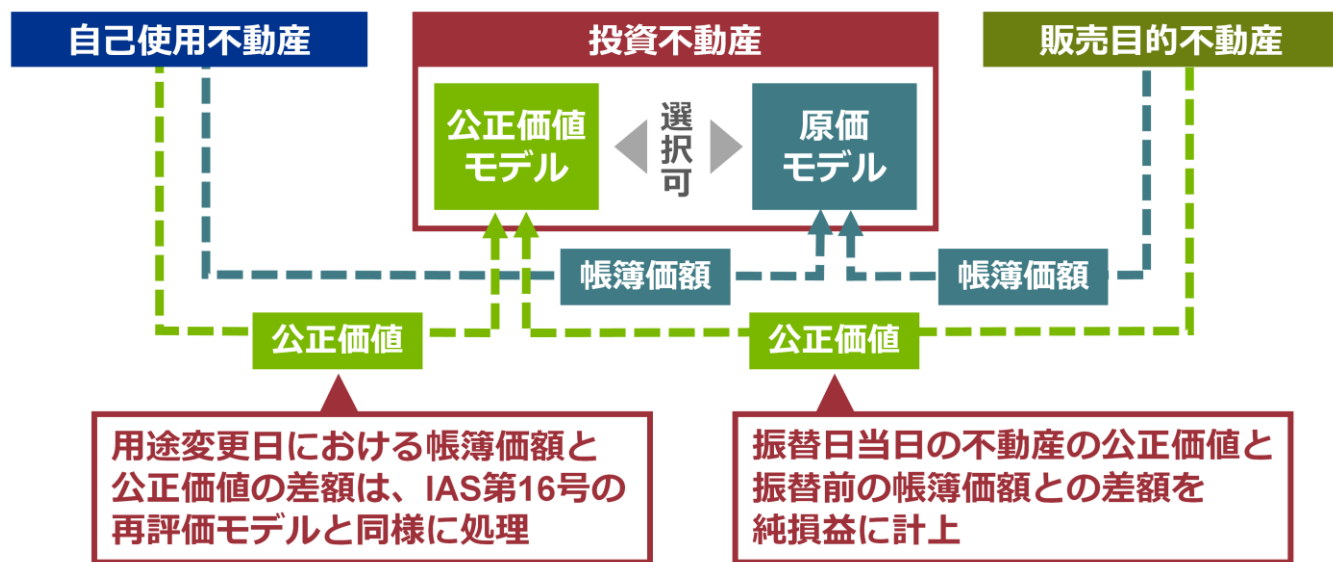 自己使用不動産
投資不動産
販売目的不動産
公正価値
モデル
選択可
原価
モデル
帳簿価額
帳簿価額
公正価値
公正価値
用途変更日における帳簿価額と
公正価値の差額は、IAS第16号の
再評価モデルと同様に処理
振替日当日の不動産の公正価値と
振替前の帳簿価額との差額を
純損益に計上